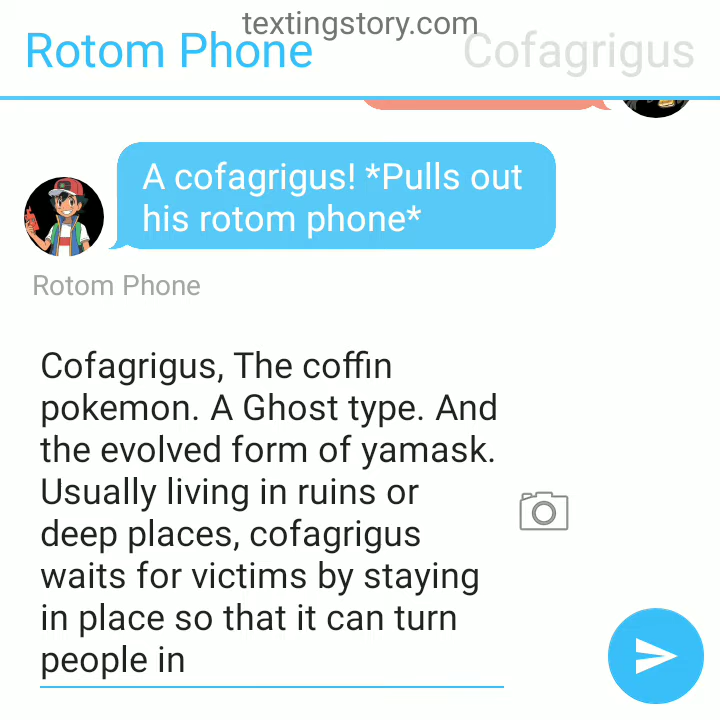 textingstory.com
Rotom Phone
Cofagrigus
A cofagrigus! *Pulls out
his rotom phone*
Rotom Phone
Cofagrigus, The coffin
pokemon. A Ghost type. And
the evolved form of yamask.
Usually living in ruins or
deep places, cofagrigus
waits for victims by staying
in place so that it can turn
people in